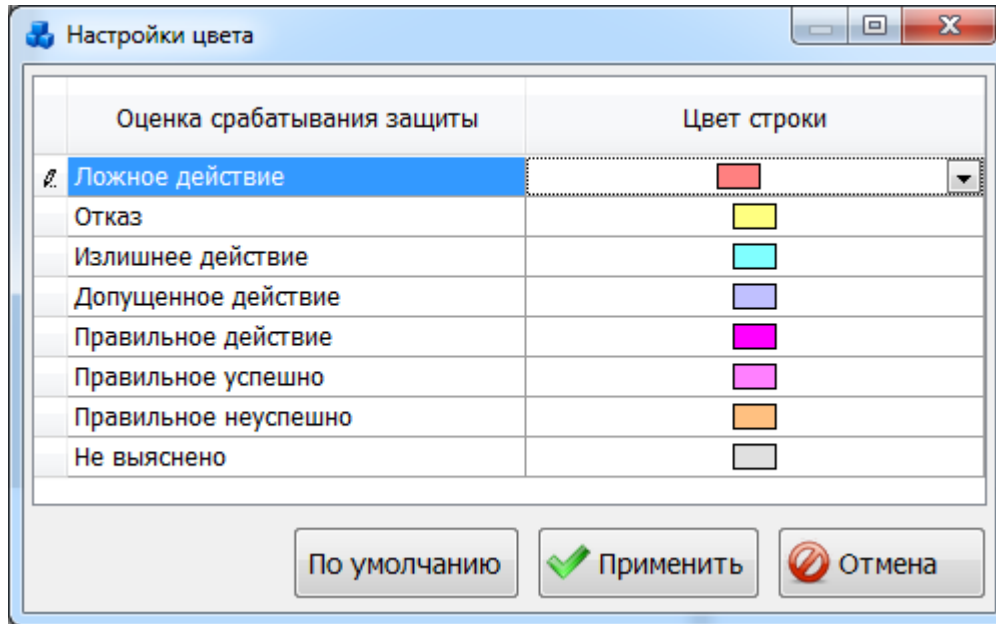 Настройки цвета
Оценка срабатывания защиты Цвет строки
Ложное действие
Отказ
Излишнее действие
Допущенное действие
Правильное действие
Правильное успешно
Правильное неуспешно
Не выяснено
По умолчанию Применить Отмена